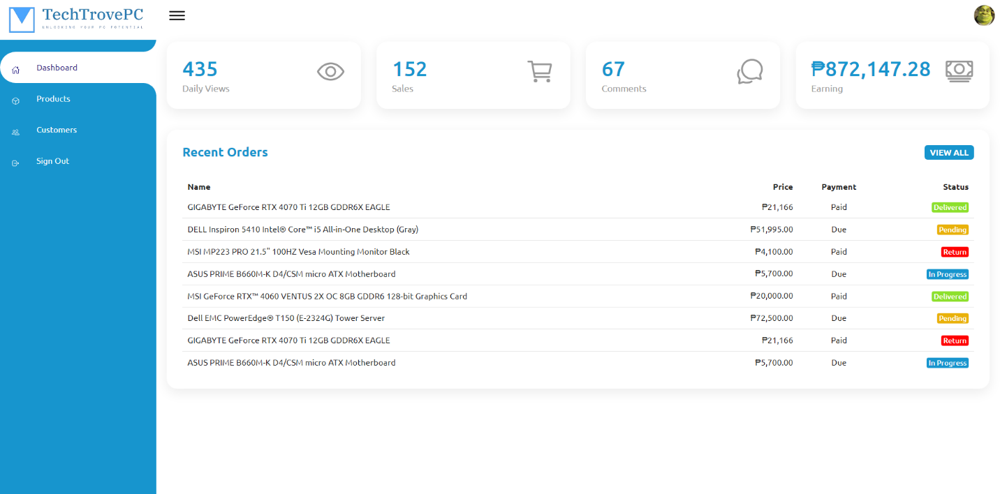 TechTrovePC
UNLOCKING YOUR PC POTENTIAL
Dashboard
Products
Customers
Sign Out
435
Daily Views
152
Sales
67
Comments
₱872,147.28
Earning
Recent Orders
VIEW ALL
Name Price Payment Status
GIGABYTE GeForce RTX 4070 Ti 12GB GDDR6X EAGLE ₱21,166 Paid Delivered
DELL Inspiron 5410 Intel® Core™ i5 All-in-One Desktop (Gray) ₱51,995.00 Due Pending
MSI MP223 PRO 21.5" 100HZ Vesa Mounting Monitor Black ₱4,100.00 Paid Return
ASUS PRIME B660M-K D4/CSM micro ATX Motherboard ₱5,700.00 Due In Progress
MSI GeForce RTX™ 4060 VENTUS 2X OC 8GB GDDR6 128-bit Graphics Card ₱20,000.00 Paid Delivered
Dell EMC PowerEdge® T150 (E-2324G) Tower Server ₱72,500.00 Due Pending
GIGABYTE GeForce RTX 4070 Ti 12GB GDDR6X EAGLE ₱21,166 Paid Return
ASUS PRIME B660M-K D4/CSM micro ATX Motherboard ₱5,700.00 Due In Progress